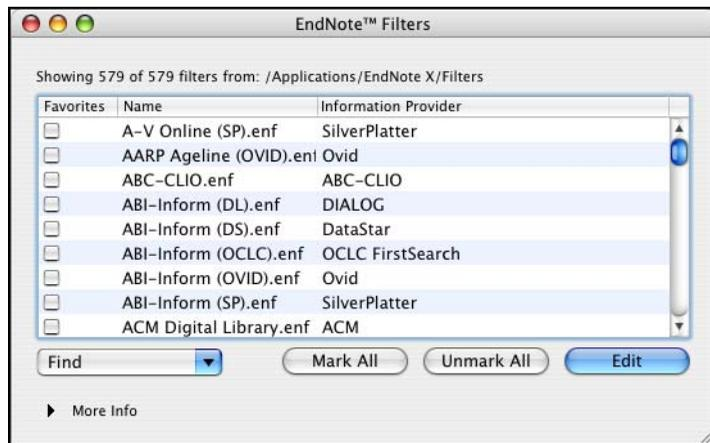 EndNote™ Filters
Showing 579 of 579 filters from: /Applications/EndNote X/Filters
Favorites Name Information Provider
A-V Online (SP).enf SilverPlatter
AARP Ageline (OVID).enf Ovid
ABC-CLIO.enf ABC-CLIO
ABI-Inform (DL).enf DIALOG
ABI-Inform (DS).enf DataStar
ABI-Inform (OCLC).enf OCLC FirstSearch
ABI-Inform (OVID).enf Ovid
ABI-Inform (SP).enf SilverPlatter
ACM Digital Library.enf ACM
Find Mark All Unmark All Edit
More Info